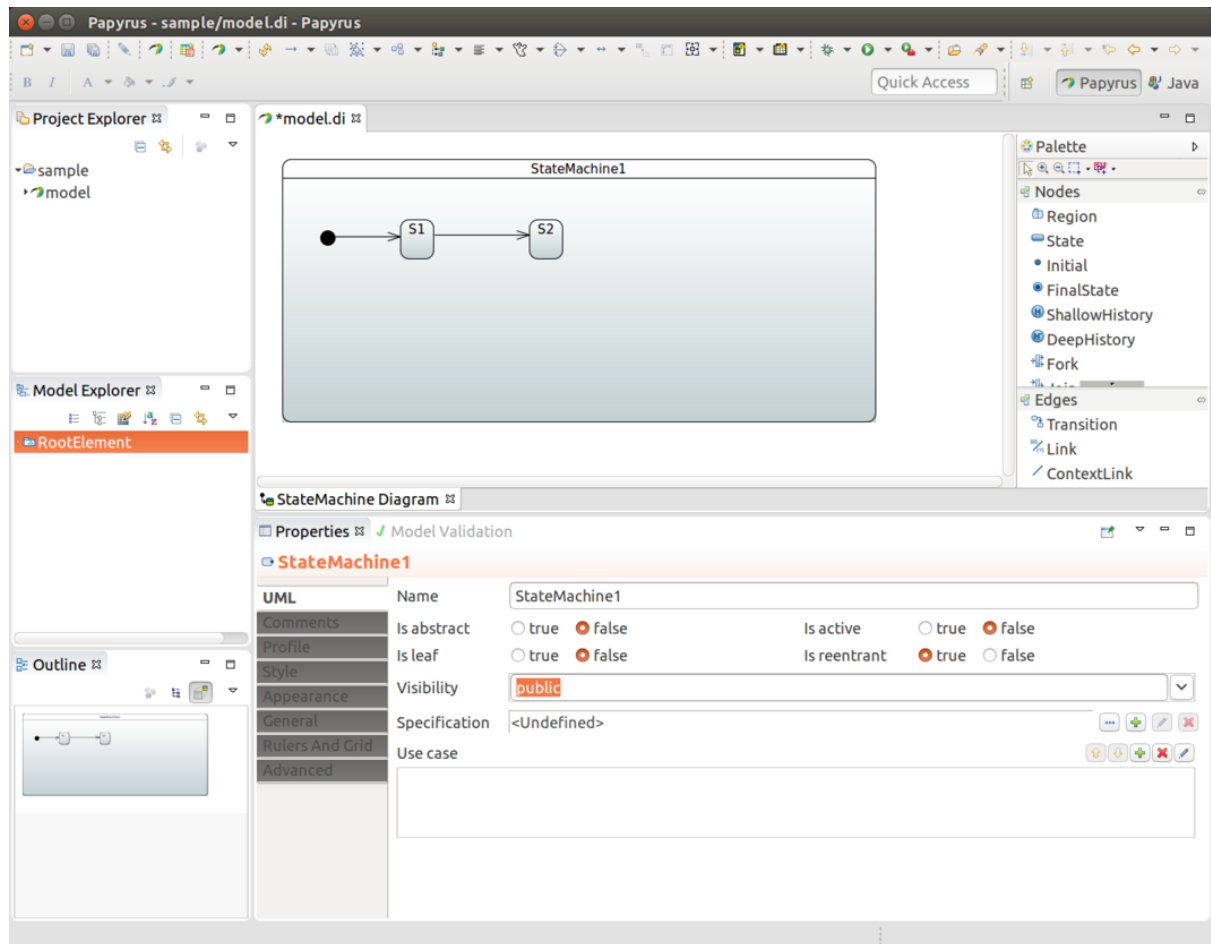 Papyrus - sample/model.di - Papyrus
B I A
Quick Access
Papyrus
Java
Project Explorer
sample
model
*model.di
StateMachine1
S1
S2
Palette
Nodes
Region
State
Initial
FinalState
ShallowHistory
DeepHistory
Fork
Edges
Transition
Link
ContextLink
Model Explorer
RootElement
StateMachine Diagram
Properties
Model Validation
StateMachine1
UML
Comments
Profile
Style
Appearance
General
Rulers And Grid
Advanced
Name StateMachine1
Is abstract true false Is active true false
Is leaf true false Is reentrant true false
Visibility public
Specification <Undefined>
Use case
Outline